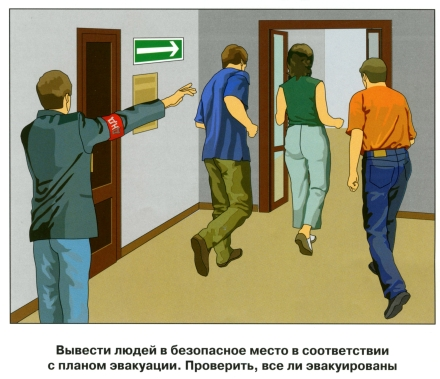 Вывести людей в безопасное место в соответствии
с планом эвакуации. Проверить, все ли эвакуированы